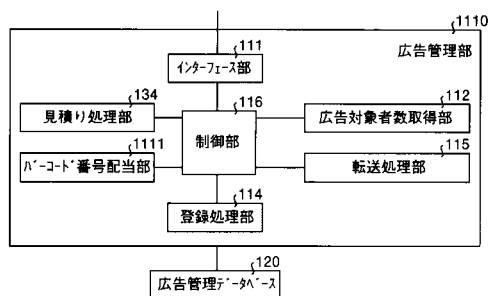 1110
広告管理部
111
インターフェース部
134
見積り処理部
116
制御部
112
広告対象者数取得部
1111
バーコード番号配当部
115
転送処理部
114
登録処理部
120
広告管理データベース